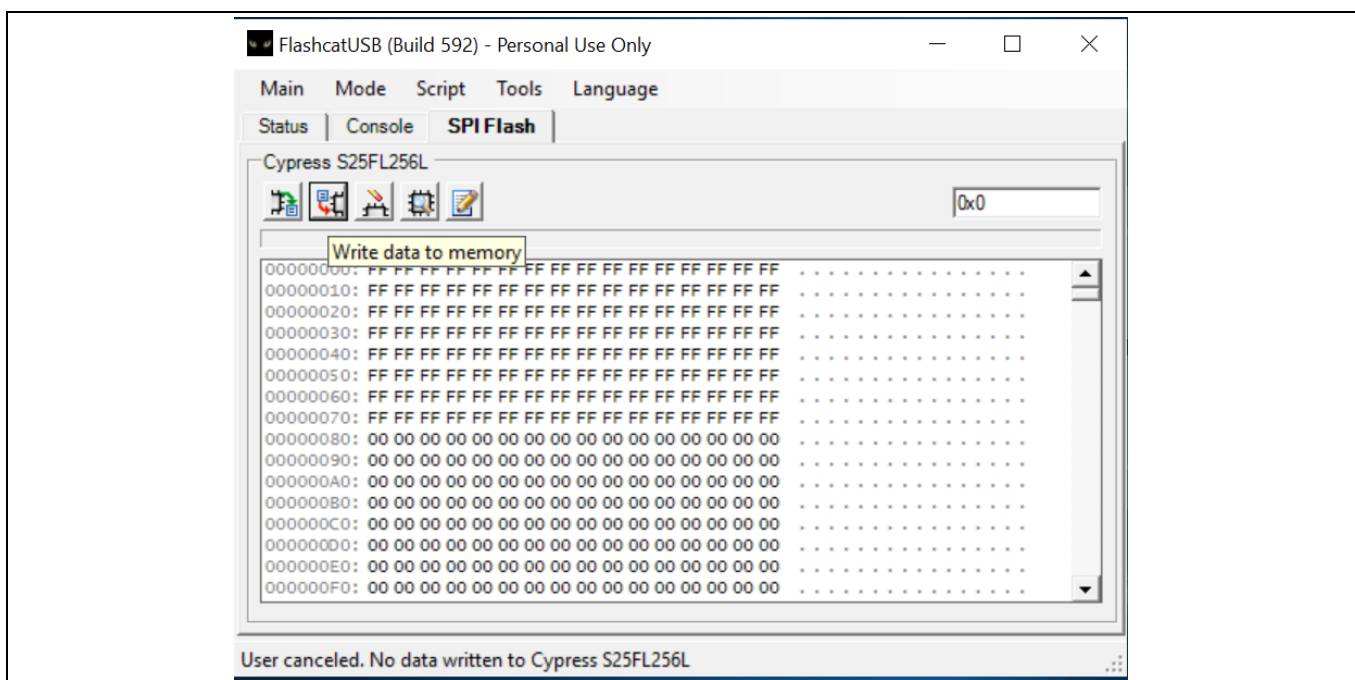 FlashcatUSB (Build 592) - Personal Use Only
Main Mode Script Tools Language
Status Console SPI Flash
Cypress S25FL256L
0x0
Write data to memory
00000000: FF FF FF FF FF FF FF FF FF FF FF FF FF FF FF FF . . . . . . . . . . . . . . . .
00000010: FF FF FF FF FF FF FF FF FF FF FF FF FF FF FF FF . . . . . . . . . . . . . . . .
00000020: FF FF FF FF FF FF FF FF FF FF FF FF FF FF FF FF . . . . . . . . . . . . . . . .
00000030: FF FF FF FF FF FF FF FF FF FF FF FF FF FF FF FF . . . . . . . . . . . . . . . .
00000040: FF FF FF FF FF FF FF FF FF FF FF FF FF FF FF FF . . . . . . . . . . . . . . . .
00000050: FF FF FF FF FF FF FF FF FF FF FF FF FF FF FF FF . . . . . . . . . . . . . . . .
00000060: FF FF FF FF FF FF FF FF FF FF FF FF FF FF FF FF . . . . . . . . . . . . . . . .
00000070: FF FF FF FF FF FF FF FF FF FF FF FF FF FF FF FF . . . . . . . . . . . . . . . .
00000080: 00 00 00 00 00 00 00 00 00 00 00 00 00 00 00 00 . . . . . . . . . . . . . . . .
00000090: 00 00 00 00 00 00 00 00 00 00 00 00 00 00 00 00 . . . . . . . . . . . . . . . .
000000A0: 00 00 00 00 00 00 00 00 00 00 00 00 00 00 00 00 . . . . . . . . . . . . . . . .
000000B0: 00 00 00 00 00 00 00 00 00 00 00 00 00 00 00 00 . . . . . . . . . . . . . . . .
000000C0: 00 00 00 00 00 00 00 00 00 00 00 00 00 00 00 00 . . . . . . . . . . . . . . . .
000000D0: 00 00 00 00 00 00 00 00 00 00 00 00 00 00 00 00 . . . . . . . . . . . . . . . .
000000E0: 00 00 00 00 00 00 00 00 00 00 00 00 00 00 00 00 . . . . . . . . . . . . . . . .
000000F0: 00 00 00 00 00 00 00 00 00 00 00 00 00 00 00 00 . . . . . . . . . . . . . . . .
User canceled. No data written to Cypress S25FL256L